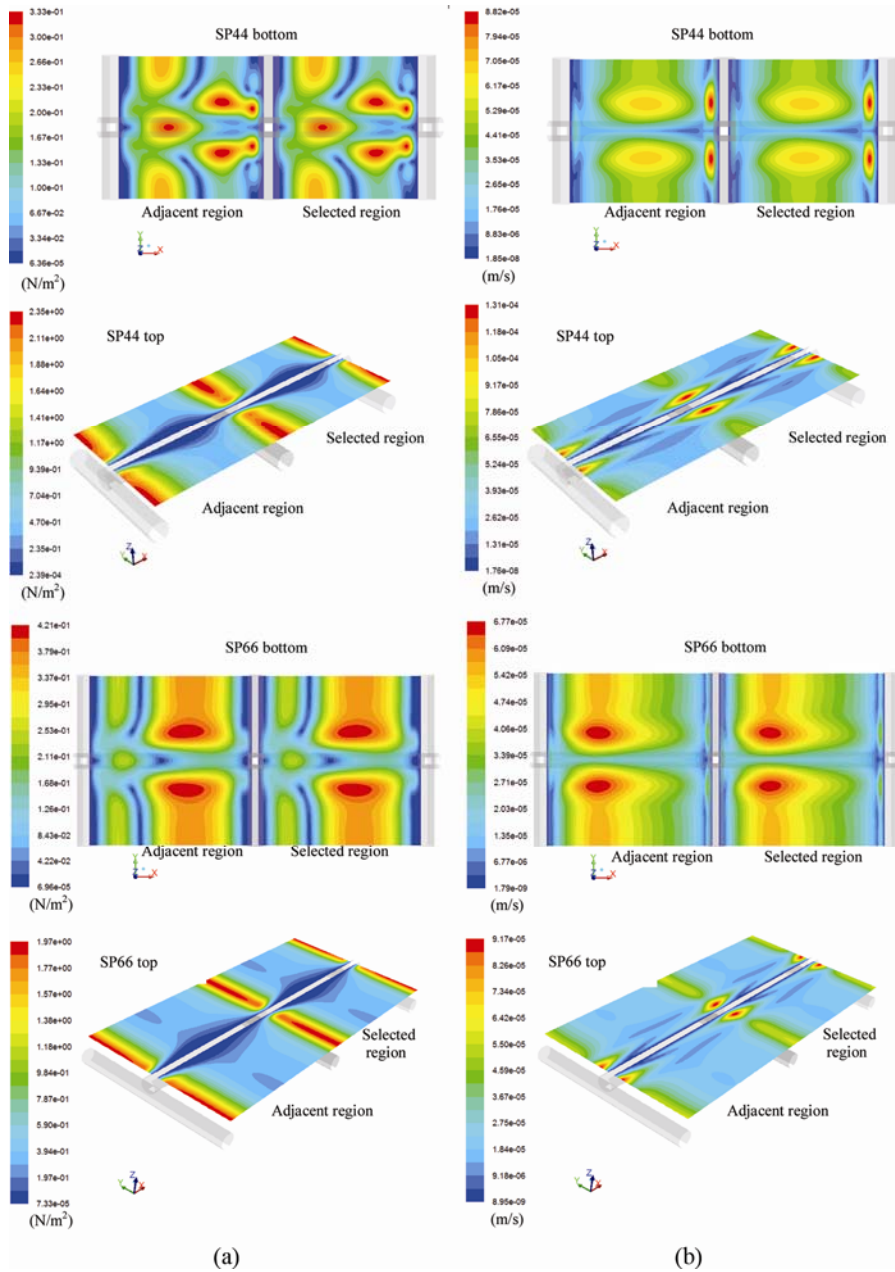 3.33e-01
3.00e-01
2.66e-01
2.33e-01
2.00e-01
1.67e-01
1.33e-01
1.00e-01
6.67e-02
3.34e-02
6.36e-05
(N/m²)
SP44 bottom
Adjacent region
Selected region
Y
Z
X
8.82e-05
7.94e-05
7.06e-05
6.17e-05
5.29e-05
4.41e-05
3.53e-05
2.65e-05
1.76e-05
8.83e-06
1.85e-08
(m/s)
SP44 bottom
Adjacent region
Selected region
Y
Z
X
2.35e+00
2.11e+00
1.88e+00
1.64e+00
1.41e+00
1.17e+00
9.39e-01
7.04e-01
4.70e-01
2.35e-01
2.39e-04
(N/m²)
SP44 top
Selected region
Adjacent region
Z
Y
X
1.31e-04
1.18e-04
1.05e-04
9.17e-05
7.86e-05
6.55e-05
5.24e-05
3.93e-05
2.62e-05
1.31e-05
1.76e-08
(m/s)
SP44 top
Selected region
Adjacent region
Z
Y
X
4.21e-01
3.79e-01
3.37e-01
2.95e-01
2.53e-01
2.11e-01
1.68e-01
1.26e-01
8.43e-02
4.22e-02
6.96e-05
(N/m²)
SP66 bottom
Adjacent region
Selected region
Y
Z
X
6.77e-05
6.09e-05
5.42e-05
4.74e-05
4.06e-05
3.39e-05
2.71e-05
2.03e-05
1.35e-05
6.77e-06
1.79e-09
(m/s)
SP66 bottom
Adjacent region
Selected region
Y
Z
X
1.97e+00
1.77e+00
1.57e+00
1.38e+00
1.18e+00
9.84e-01
7.87e-01
5.91e-01
3.94e-01
1.97e-01
7.33e-05
(N/m²)
SP66 top
Selected
region
Adjacent region
Z
Y
X
9.17e-05
8.26e-05
7.34e-05
6.42e-05
5.50e-05
4.59e-05
3.67e-05
2.75e-05
1.84e-05
9.18e-06
8.95e-09
(m/s)
SP66 top
Selected
region
Adjacent region
Z
Y
X
(a)
(b)